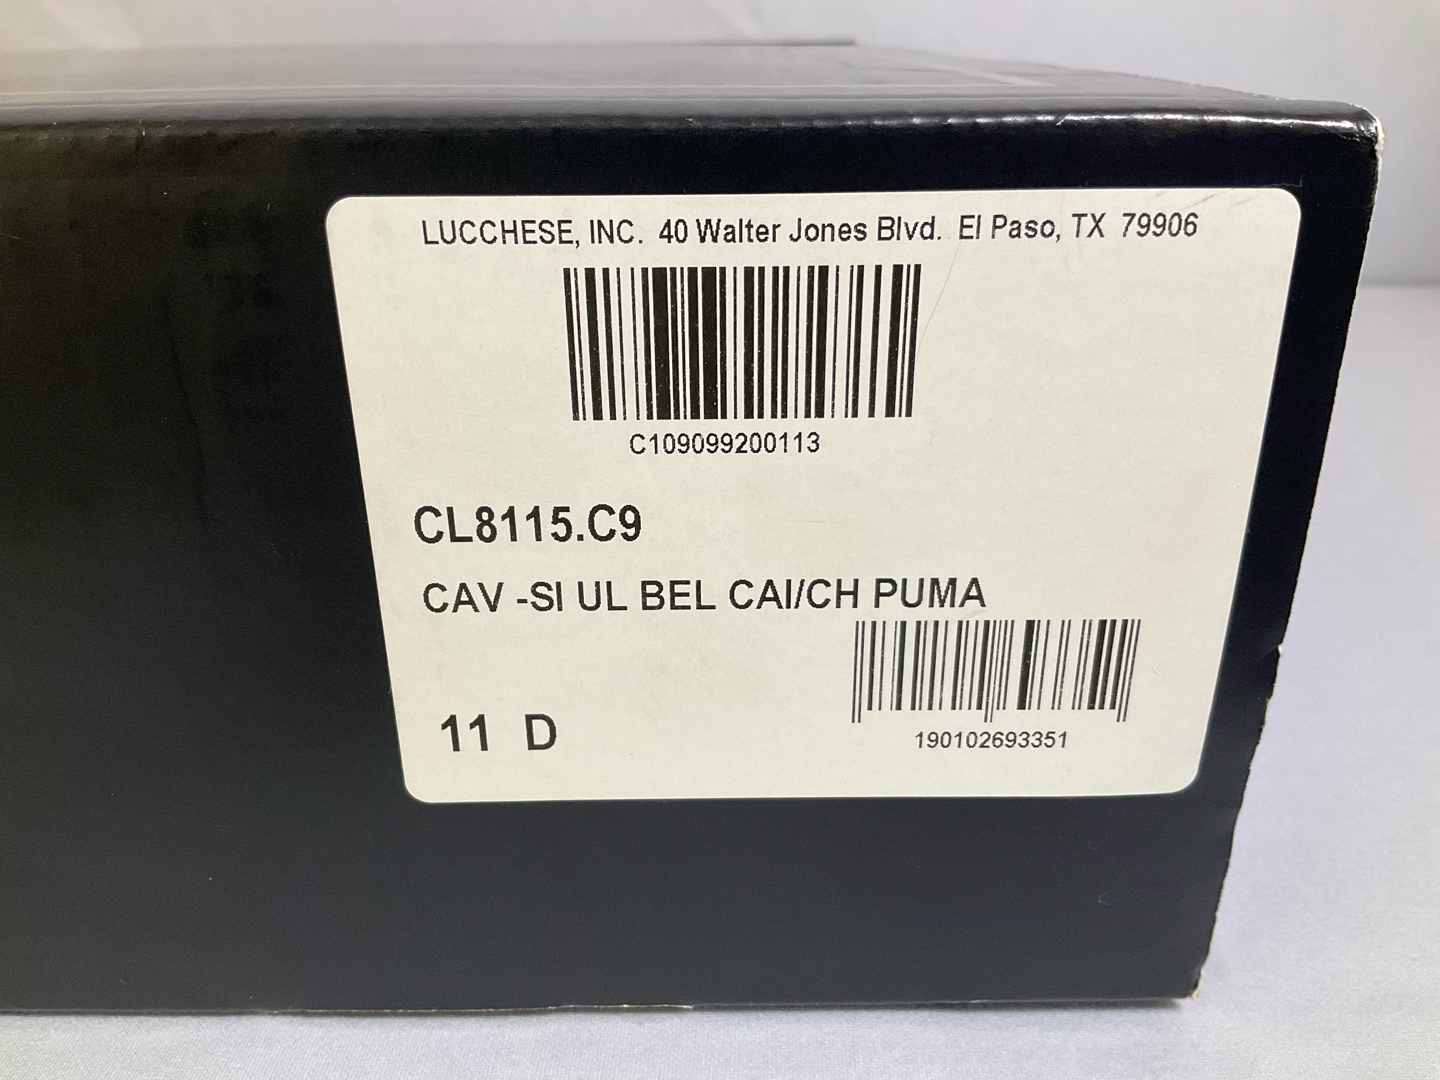 LUCCHESE, INC. 40 Walter Jones Blvd. El Paso, TX 79906
C109099200113
CL8115.C9
CAV -SI UL BEL CAI/CH PUMA
11 D
190102693351